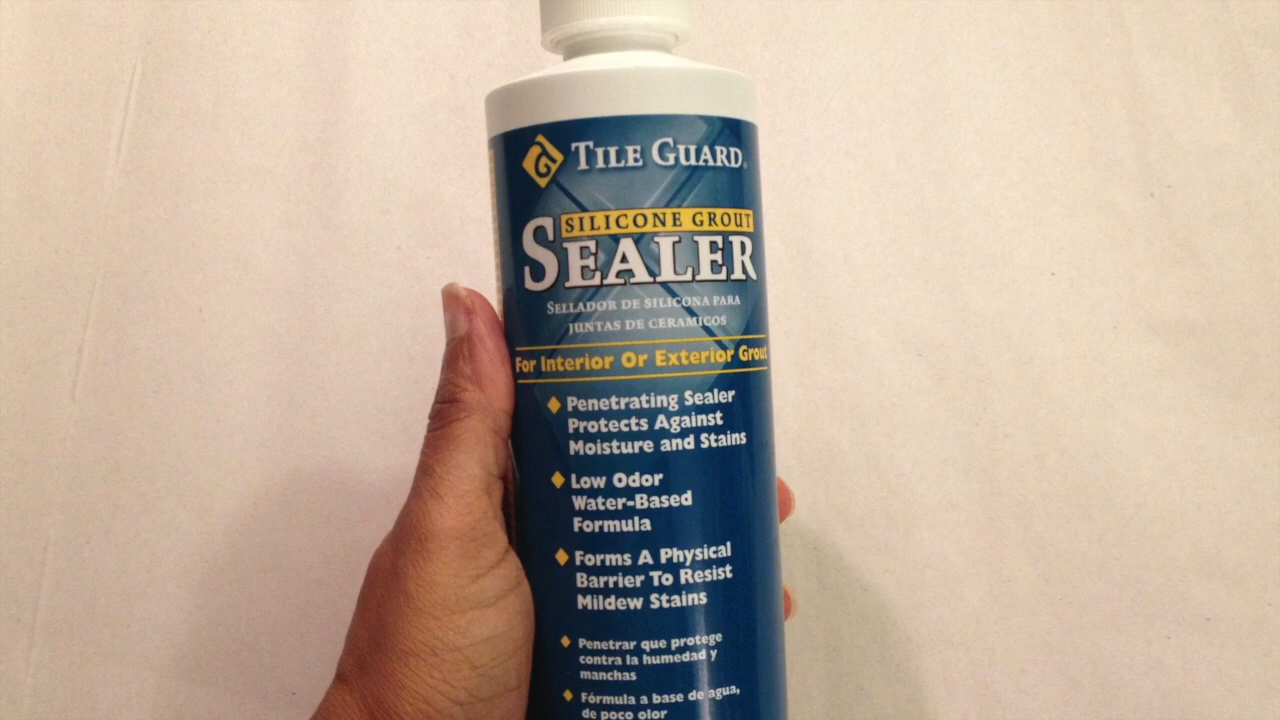 TILE GUARD
SILICONE GROUT
SEALER
SELLADOR DE SILICONA PARA
JUNTAS DE CERAMICOS
For Interior Or Exterior Grout
Penetrating Sealer
Protects Against
Moisture and Stains
Low Odor
Water-Based
Formula
Forms A Physical
Barrier To Resist
Mildew Stains
Penetrar que protege
contra la humedad y
manchas
Fórmula a base de agua,
de poco olor